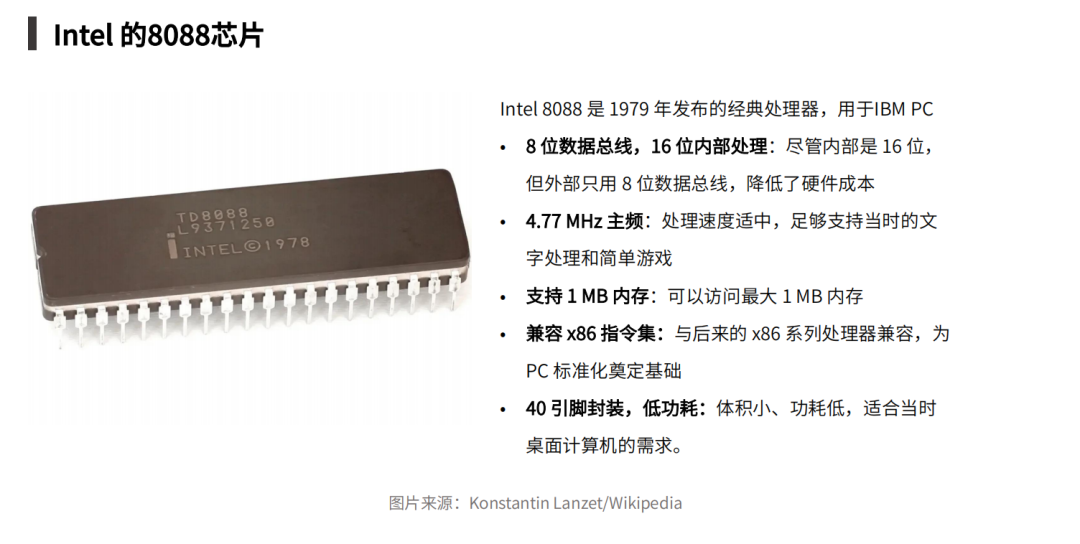 Intel 的8088芯片
TD8088
L9371250
i INTEL©1978
Intel 8088 是 1979 年发布的经典处理器，用于IBM PC
• 8 位数据总线，16 位内部处理：尽管内部是 16 位，
但外部只用 8 位数据总线，降低了硬件成本
• 4.77 MHz 主频：处理速度适中，足够支持当时的文
字处理和简单游戏
• 支持 1 MB 内存：可以访问最大 1 MB 内存
• 兼容 x86 指令集：与后来的 x86 系列处理器兼容，为
PC 标准化奠定基础
• 40 引脚封装，低功耗：体积小、功耗低，适合当时
桌面计算机的需求。
图片来源：Konstantin Lanzet/Wikipedia